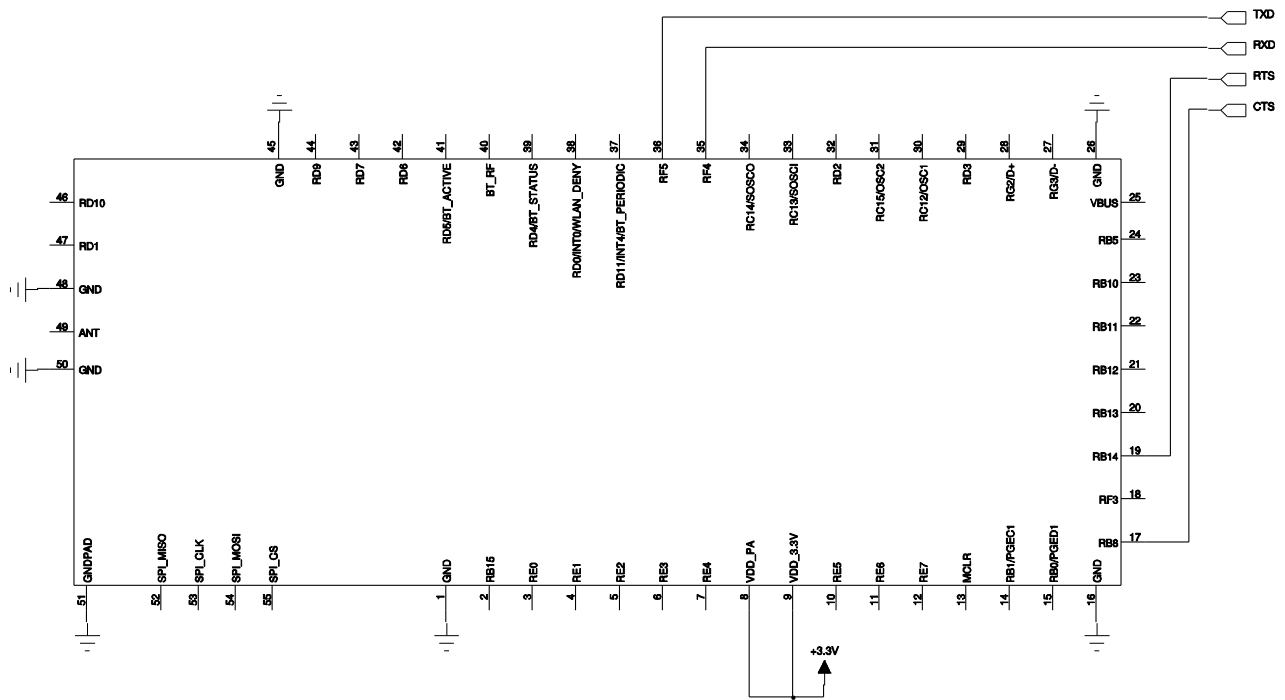 TXD
RXD
RTS
CTS
45
44
43
42
41
40
39
38
37
36
35
34
33
32
31
30
29
28
27
26
GND
RD9
RD7
RD6
RD5/BT_ACTIVE
BT_RF
RD4/BT_STATUS
RD0/INT0/WLAN_DENY
RD11/INT4/BT_PERIODIC
RF5
RF4
RC14/SOSCO
RC13/SOSCI
RD2
RC15/OSC2
RC12/OSC1
RD3
RG2/D+
RG3/D-
GND
46 RD10
47 RD1
48 GND
49 ANT
50 GND
VBUS 25
RB5 24
RB10 23
RB11 22
RB12 21
RB13 20
RB14 19
RF3 18
RB6 17
GNDPAD
SPI_MISO
SPI_CLK
SPI_MOSI
SPI_CS
GND
RB15
RE0
RE1
RE2
RE3
RE4
VDD_PA
VDD_3.3V
RE5
RE6
RE7
MCLR
RB1/PGEC1
RB0/PGED1
GND
51
52
53
54
55
1
2
3
4
5
6
7
8
9
10
11
12
13
14
15
16
+3.3V